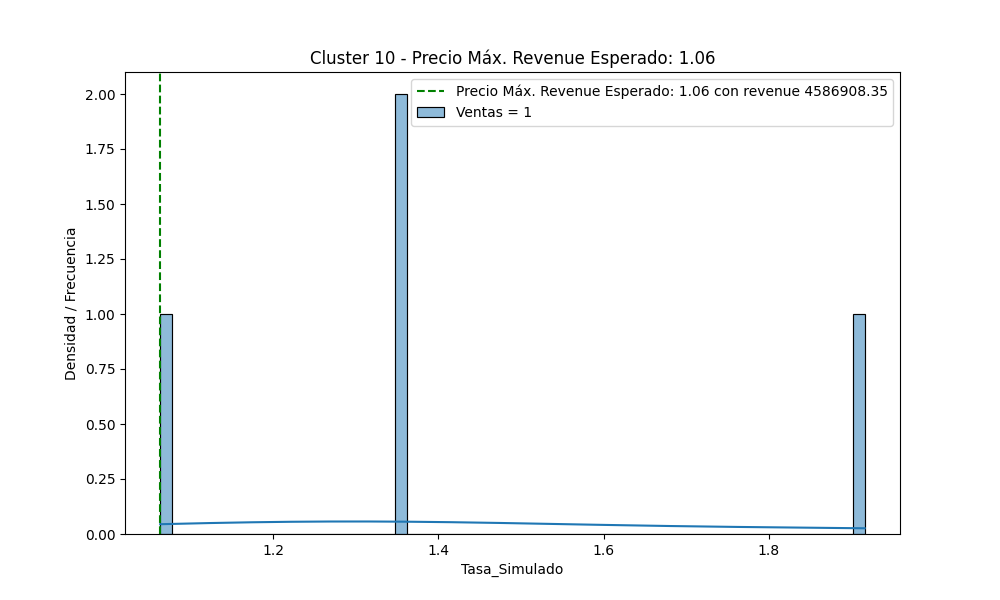 Cluster 10 - Precio Máx. Revenue Esperado: 1.06
Precio Máx. Revenue Esperado: 1.06 con revenue 4586908.35
Ventas = 1
Densidad / Frecuencia
2.00
1.75
1.50
1.25
1.00
0.75
0.50
0.25
0.00
1.2 1.4 1.6 1.8
Tasa_Simulado